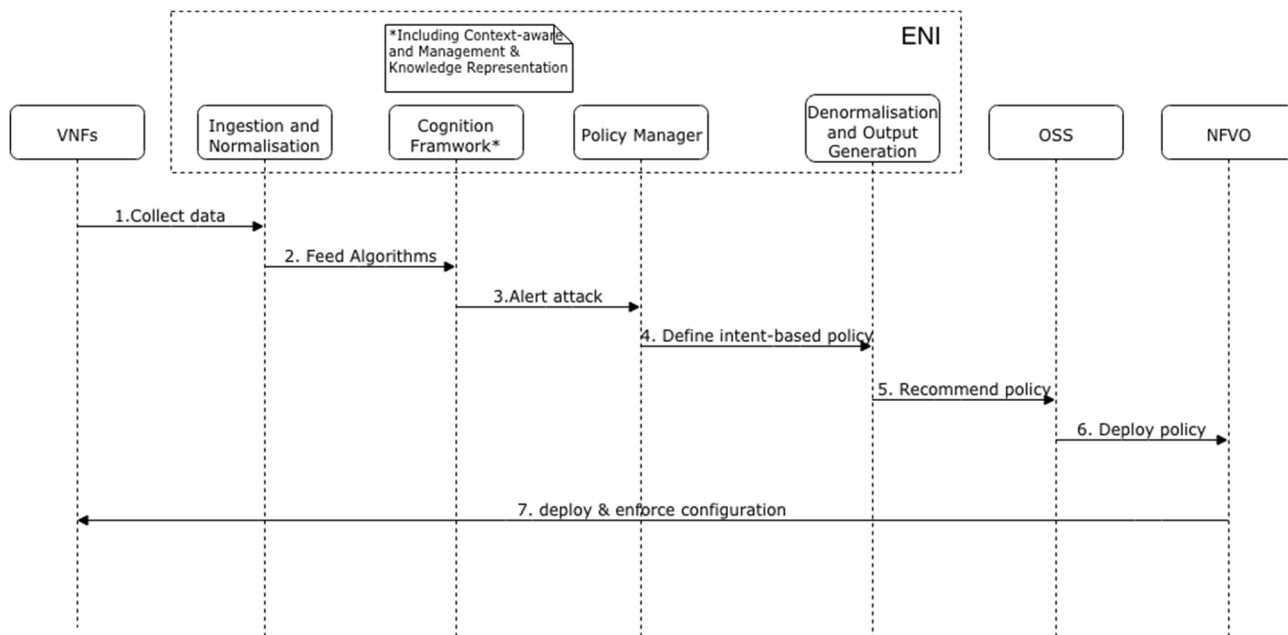 *Including Context-aware
and Management &
Knowledge Representation
ENI
VNFs
Ingestion and
Normalisation
Cognition
Framwork*
Policy Manager
Denormalisation
and Output
Generation
OSS
NFVO
1.Collect data
2. Feed Algorithms
3.Alert attack
4. Define intent-based policy
5. Recommend policy
6. Deploy policy
7. deploy & enforce configuration